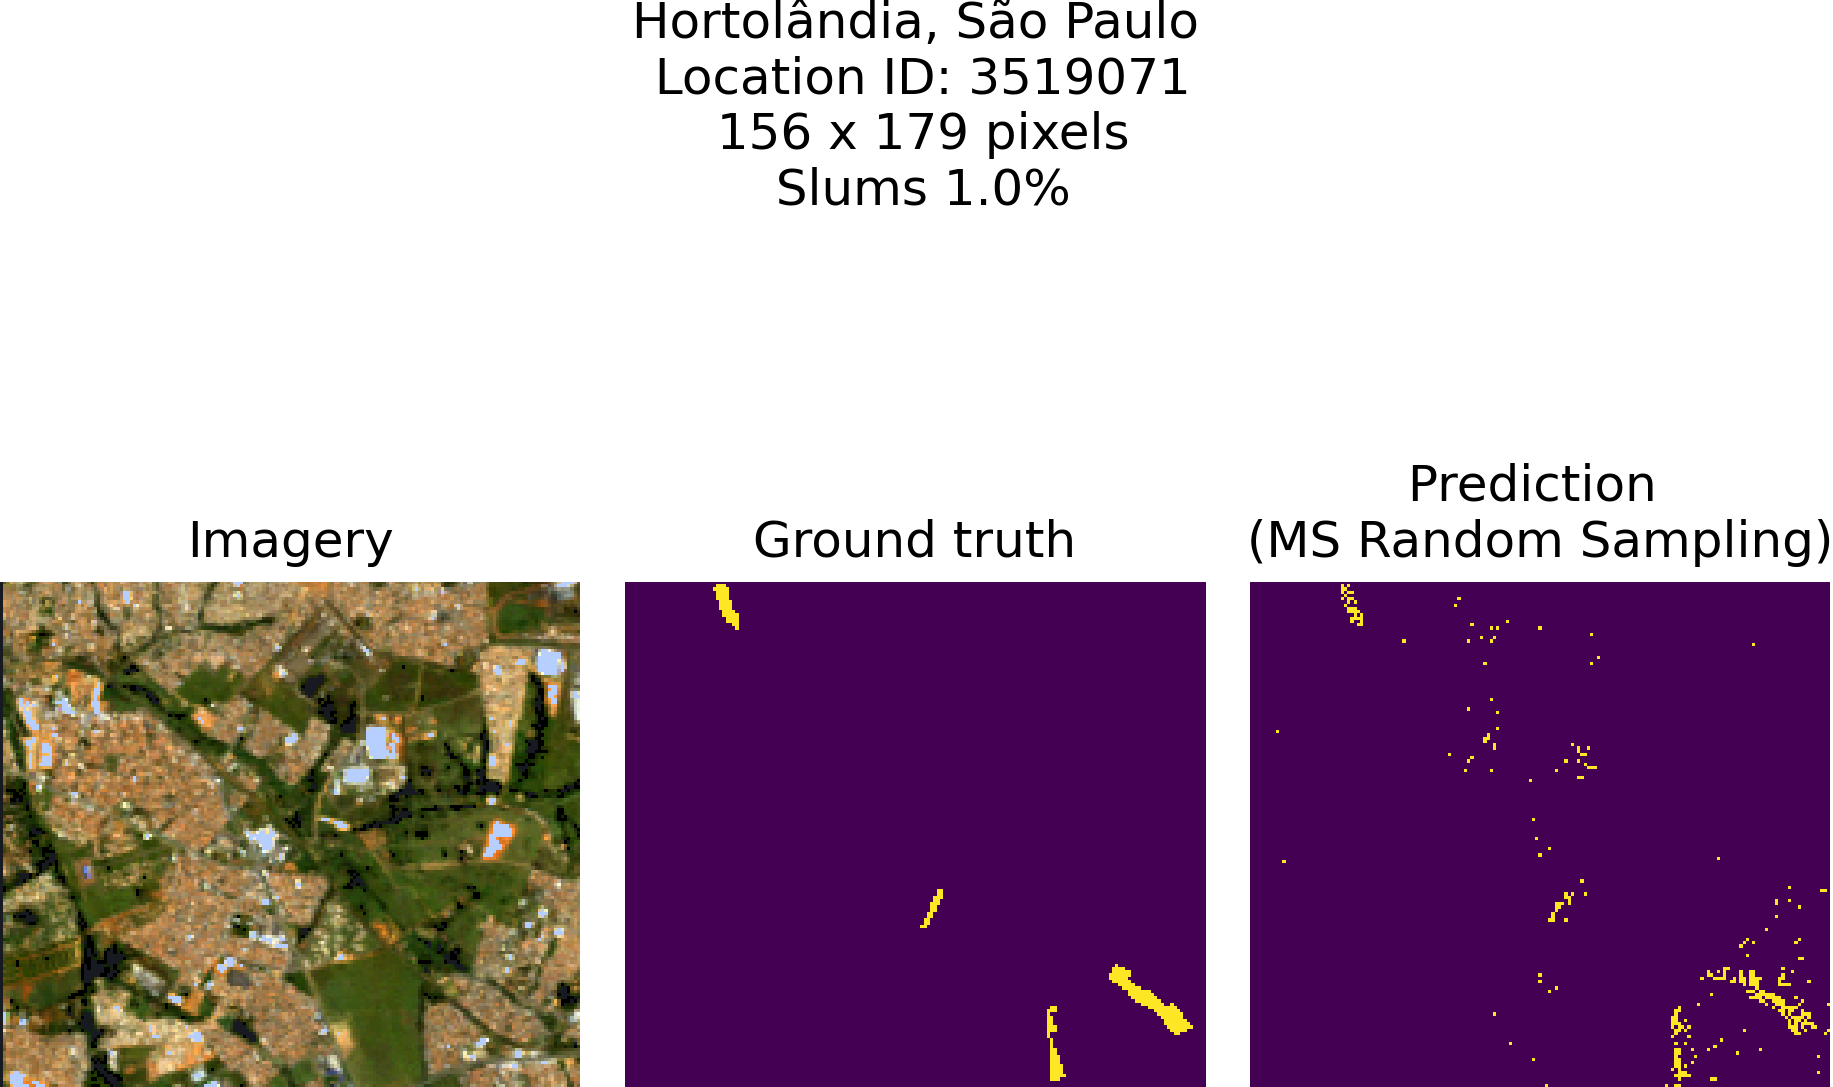 Hortolândia, São Paulo
Location ID: 3519071
156 x 179 pixels
Slums 1.0%
Imagery
Ground truth
Prediction
(MS Random Sampling)